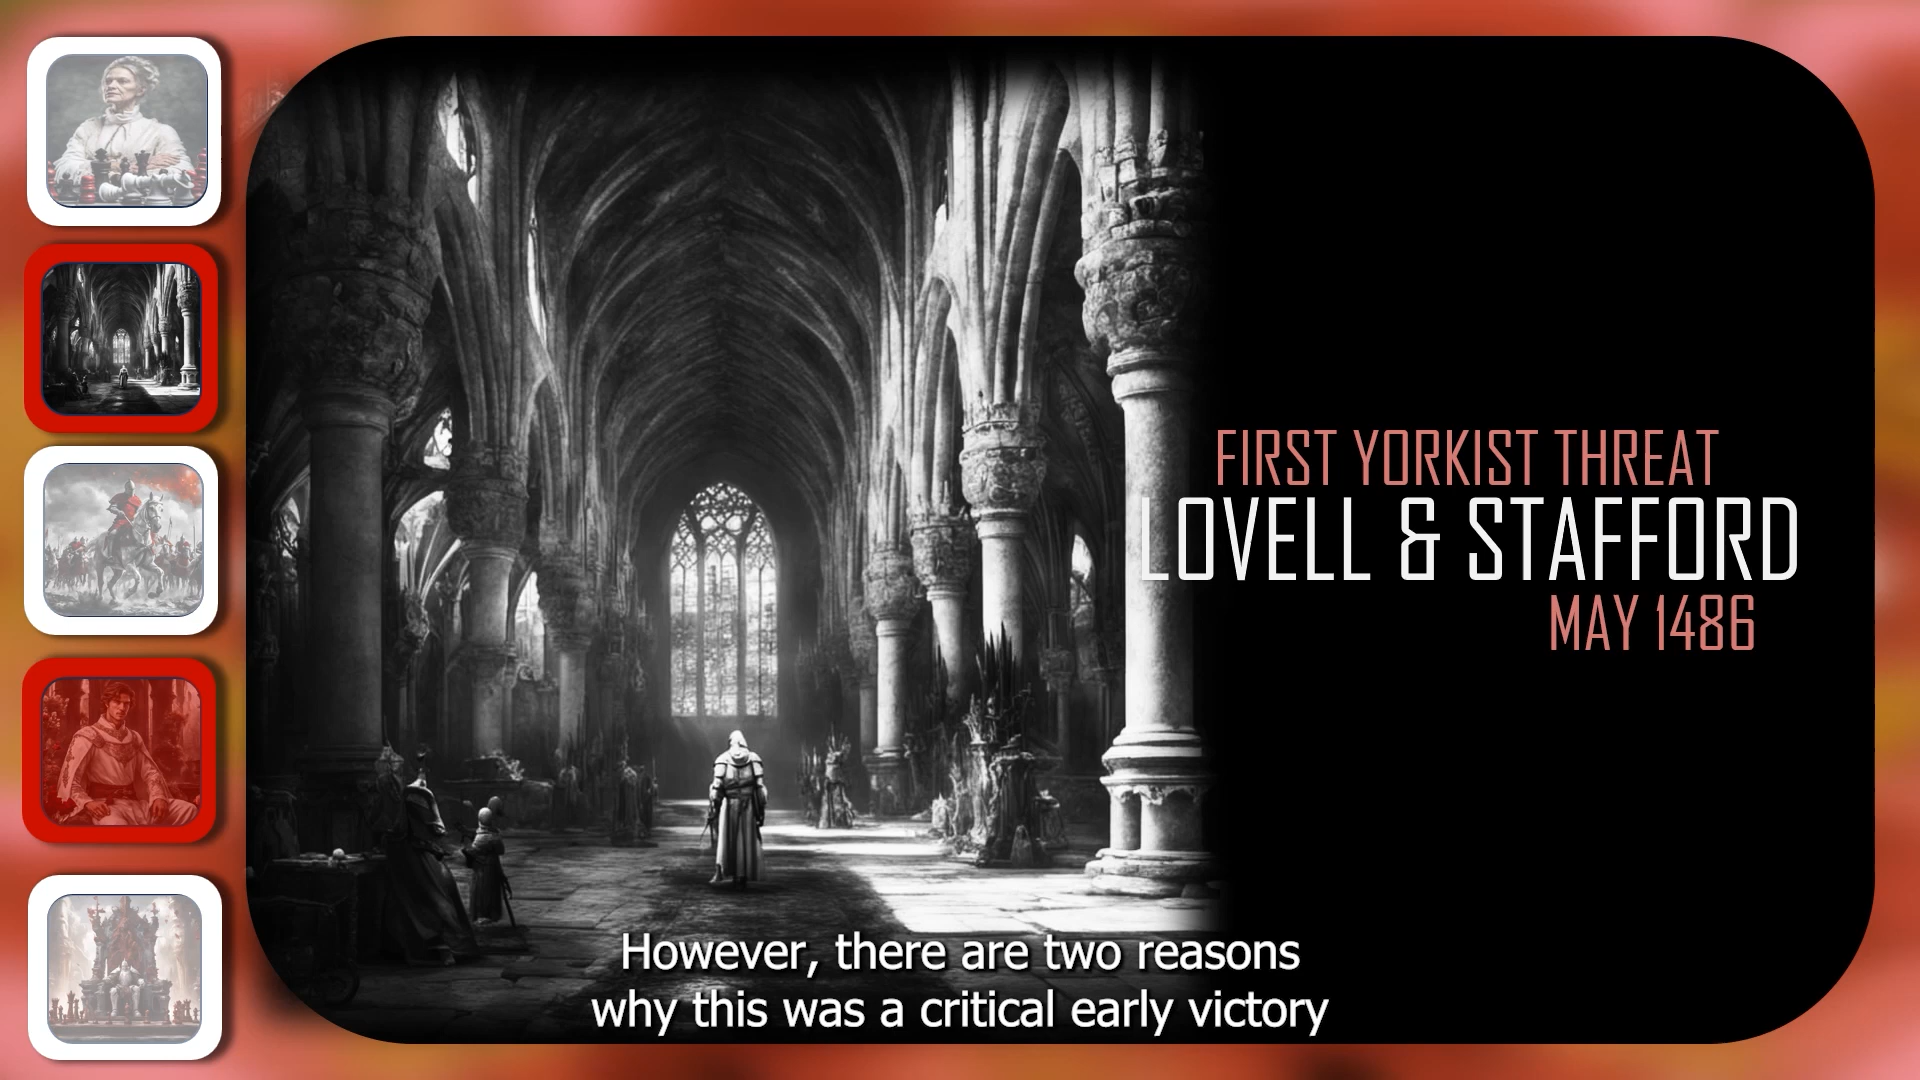 FIRST YORKIST THREAT
LOVELL & STAFFORD
MAY 1486
However, there are two reasons
why this was a critical early victory